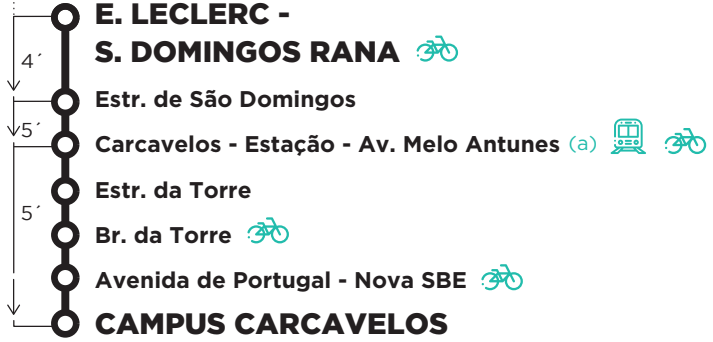 E. LECLERC -
S. DOMINGOS RANA
4´
Estr. de São Domingos
5´
Carcavelos - Estação - Av. Melo Antunes (a)
Estr. da Torre
5´
Br. da Torre
Avenida de Portugal - Nova SBE
CAMPUS CARCAVELOS